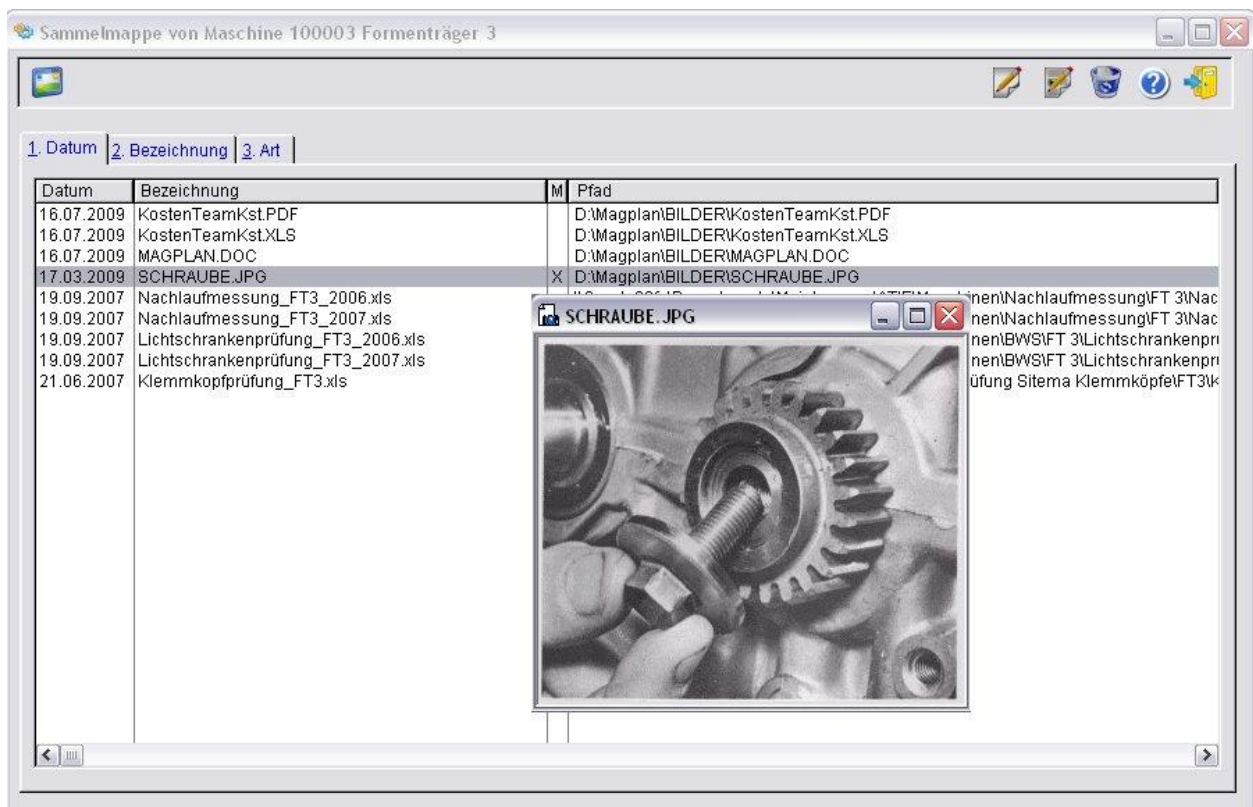 Sammelmappe von Maschine 100003 Formenträger 3
1. Datum 2. Bezeichnung 3. Art
Datum Bezeichnung M Pfad
16.07.2009 KostenTeamKst.PDF D:\Magplan\BILDER\KostenTeamKst.PDF
16.07.2009 KostenTeamKst.XLS D:\Magplan\BILDER\KostenTeamKst.XLS
16.07.2009 MAGPLAN.DOC D:\Magplan\BILDER\MAGPLAN.DOC
17.03.2009 SCHRAUBE.JPG X D:\Magplan\BILDER\SCHRAUBE.JPG
19.09.2007 Nachlaufmessung_FT3_2006.xls inen\Nachlaufmessung\FT 3\Nac
SCHRAUBE.JPG
19.09.2007 Nachlaufmessung_FT3_2007.xls nen\Nachlaufmessung\FT 3\Nac
19.09.2007 Lichtschrankenprüfung_FT3_2006.xls nen\BWS\FT 3\Lichtschrankenprü
19.09.2007 Lichtschrankenprüfung_FT3_2007.xls nen\BWS\FT 3\Lichtschrankenprü
21.06.2007 Klemmkopfprüfung_FT3.xls üfung Sitema Klemmköpfe\FT3\K